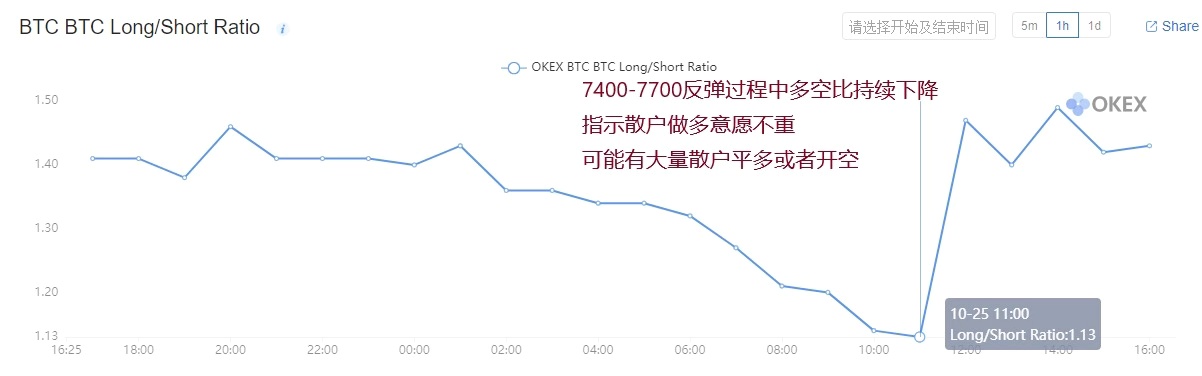 BTC BTC Long/Short Ratio i
请选择开始及结束时间 5m 1h 1d Share
OKEX BTC BTC Long/Short Ratio
7400-7700反弹过程中多空比持续下降
指示散户做多意愿不重
可能有大量散户平多或者开空
OKEX
1.50
1.40
1.30
1.20
1.13
10-25 11:00
Long/Short Ratio:1.13
16:25 18:00 20:00 22:00 00:00 02:00 04:00 06:00 08:00 10:00 12:00 14:00 16:00